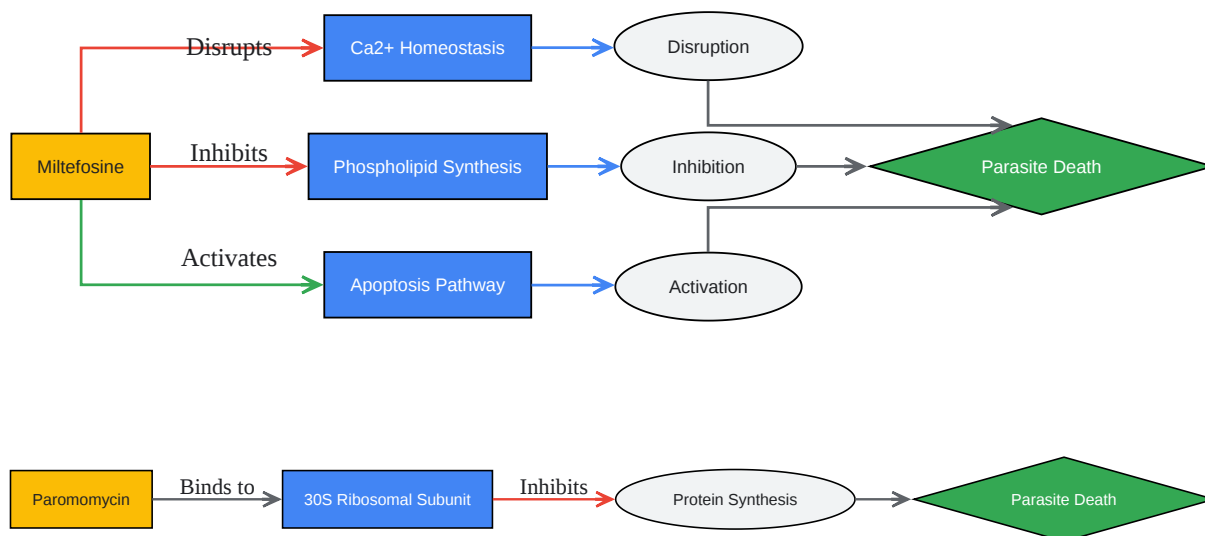 Disrupts
Ca2+ Homeostasis
Disruption
Miltefosine
Inhibits
Phospholipid Synthesis
Inhibition
Parasite Death
Activates
Apoptosis Pathway
Activation
Paromomycin
Binds to
30S Ribosomal Subunit
Inhibits
Protein Synthesis
Parasite Death